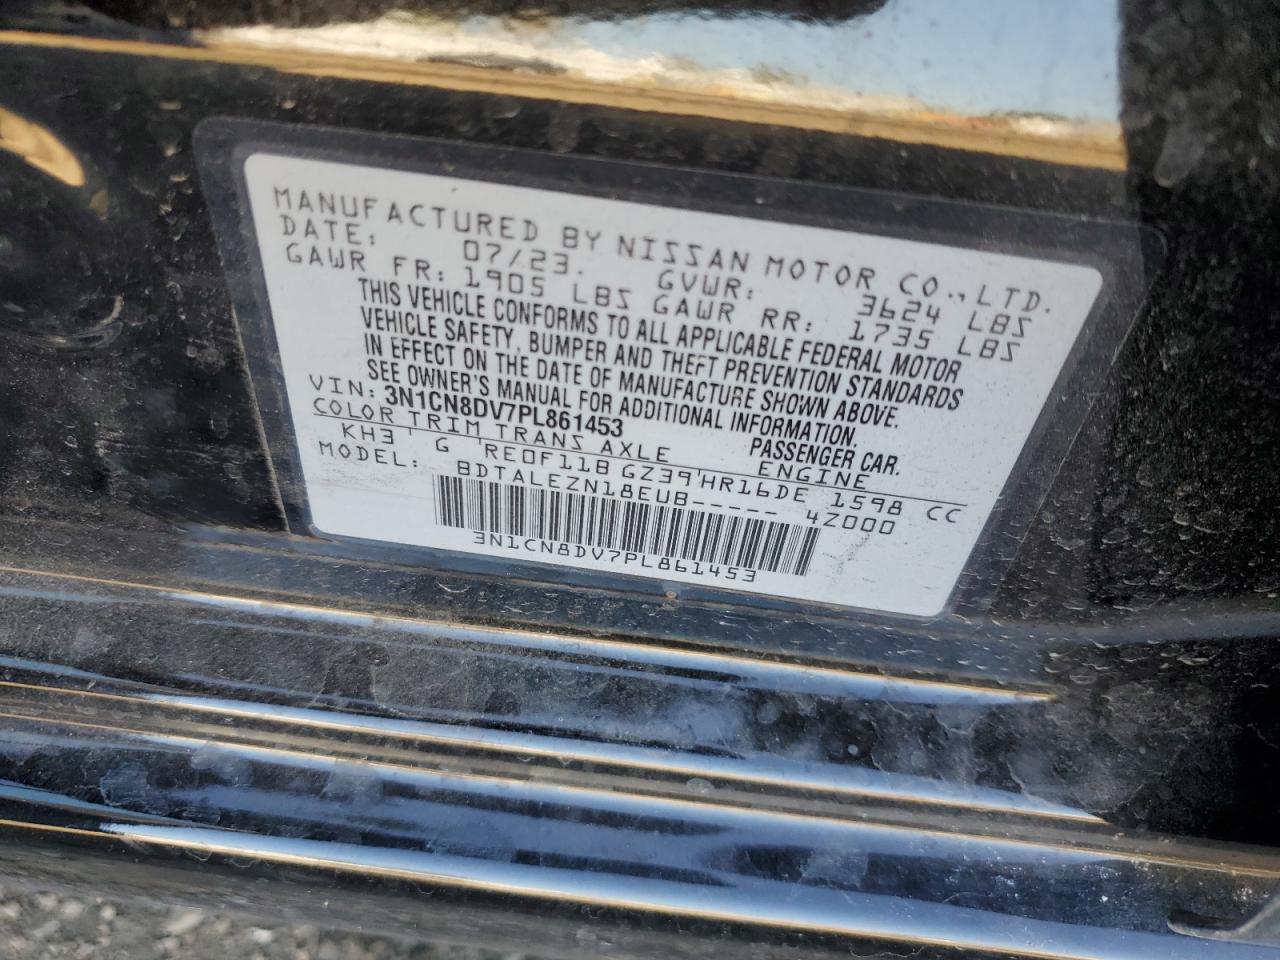 MANUFACTURED BY NISSAN MOTOR CO., LTD.
DATE: 07/23. GVWR: 3624 LBS
GAWR FR: 1905 LBS GAWR RR: 1735 LBS
THIS VEHICLE CONFORMS TO ALL APPLICABLE FEDERAL MOTOR
VEHICLE SAFETY, BUMPER AND THEFT PREVENTION STANDARDS
IN EFFECT ON THE DATE OF MANUFACTURE SHOWN ABOVE.
SEE OWNER'S MANUAL FOR ADDITIONAL INFORMATION.
VIN: 3N1CN8DV7PL861453 PASSENGER CAR.
COLOR TRIM TRANS AXLE ENGINE
KH3 G RE0F11B GZ39 HR16DE 1598 CC
MODEL: BDTALEZN18EUB----- 4Z000
3N1CN8DV7PL861453